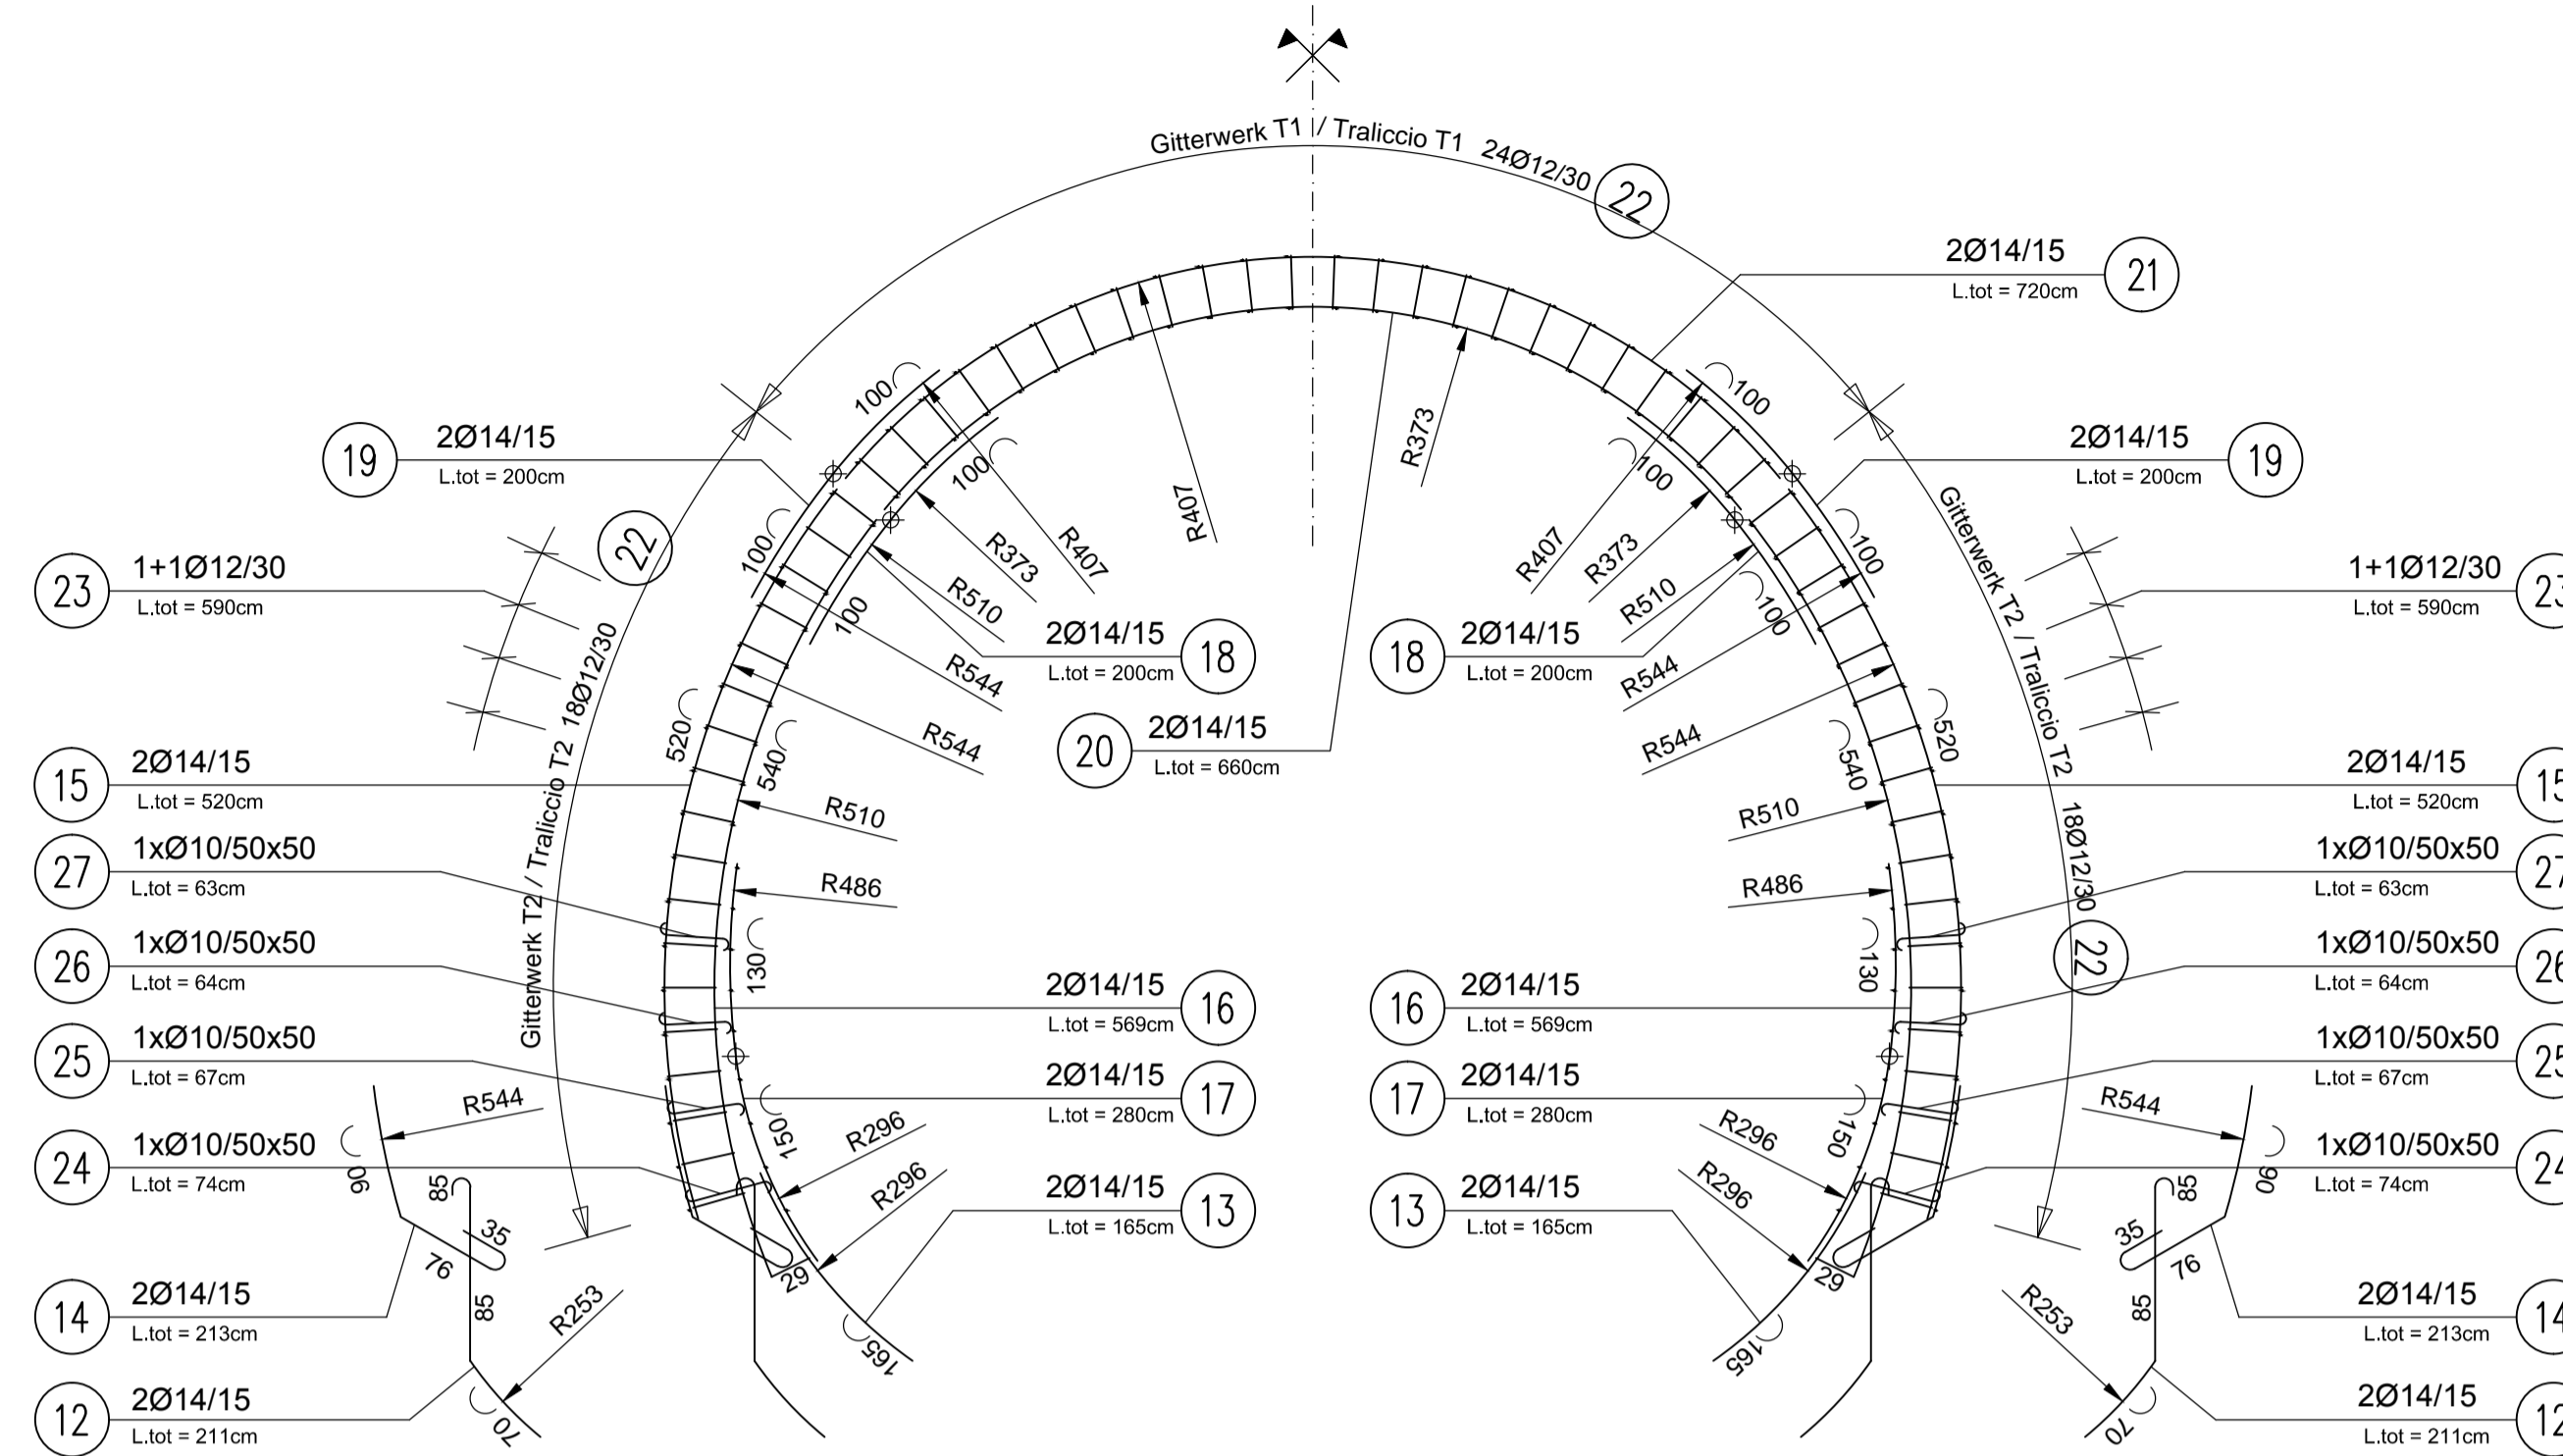 Gitterwerk T1 / Traliccio T1 24Ø12/30
22
2Ø14/15
L.tot = 720cm
21
100
100
19
2Ø14/15
L.tot = 200cm
100
R407
R373
100
2Ø14/15
L.tot = 200cm
19
22
100
R373
R407
R407
R373
100
Gitterwerk T2 / Traliccio T2 18Ø12/30
23
1+1Ø12/30
L.tot = 590cm
100
R510
R510
100
1+1Ø12/30
L.tot = 590cm
23
Gitterwerk T2 / Traliccio T2 18Ø12/30
2Ø14/15
L.tot = 200cm
18
18
2Ø14/15
L.tot = 200cm
R544
R544
520
540
R544
20
2Ø14/15
L.tot = 660cm
R544
540
520
15
2Ø14/15
L.tot = 520cm
R510
R510
2Ø14/15
L.tot = 520cm
15
27
1xØ10/50x50
L.tot = 63cm
R486
R486
1xØ10/50x50
L.tot = 63cm
27
26
1xØ10/50x50
L.tot = 64cm
130
130
22
1xØ10/50x50
L.tot = 64cm
26
2Ø14/15
L.tot = 569cm
16
16
2Ø14/15
L.tot = 569cm
25
1xØ10/50x50
L.tot = 67cm
1xØ10/50x50
L.tot = 67cm
25
R544
150
R296
2Ø14/15
L.tot = 280cm
17
17
2Ø14/15
L.tot = 280cm
R296
150
R544
24
1xØ10/50x50
L.tot = 74cm
90
85
R296
R296
85
90
1xØ10/50x50
L.tot = 74cm
24
2Ø14/15
L.tot = 165cm
13
13
2Ø14/15
L.tot = 165cm
35
76
29
29
35
76
14
2Ø14/15
L.tot = 213cm
85
R253
165
165
R253
85
2Ø14/15
L.tot = 213cm
14
12
2Ø14/15
L.tot = 211cm
70
70
2Ø14/15
L.tot = 211cm
12